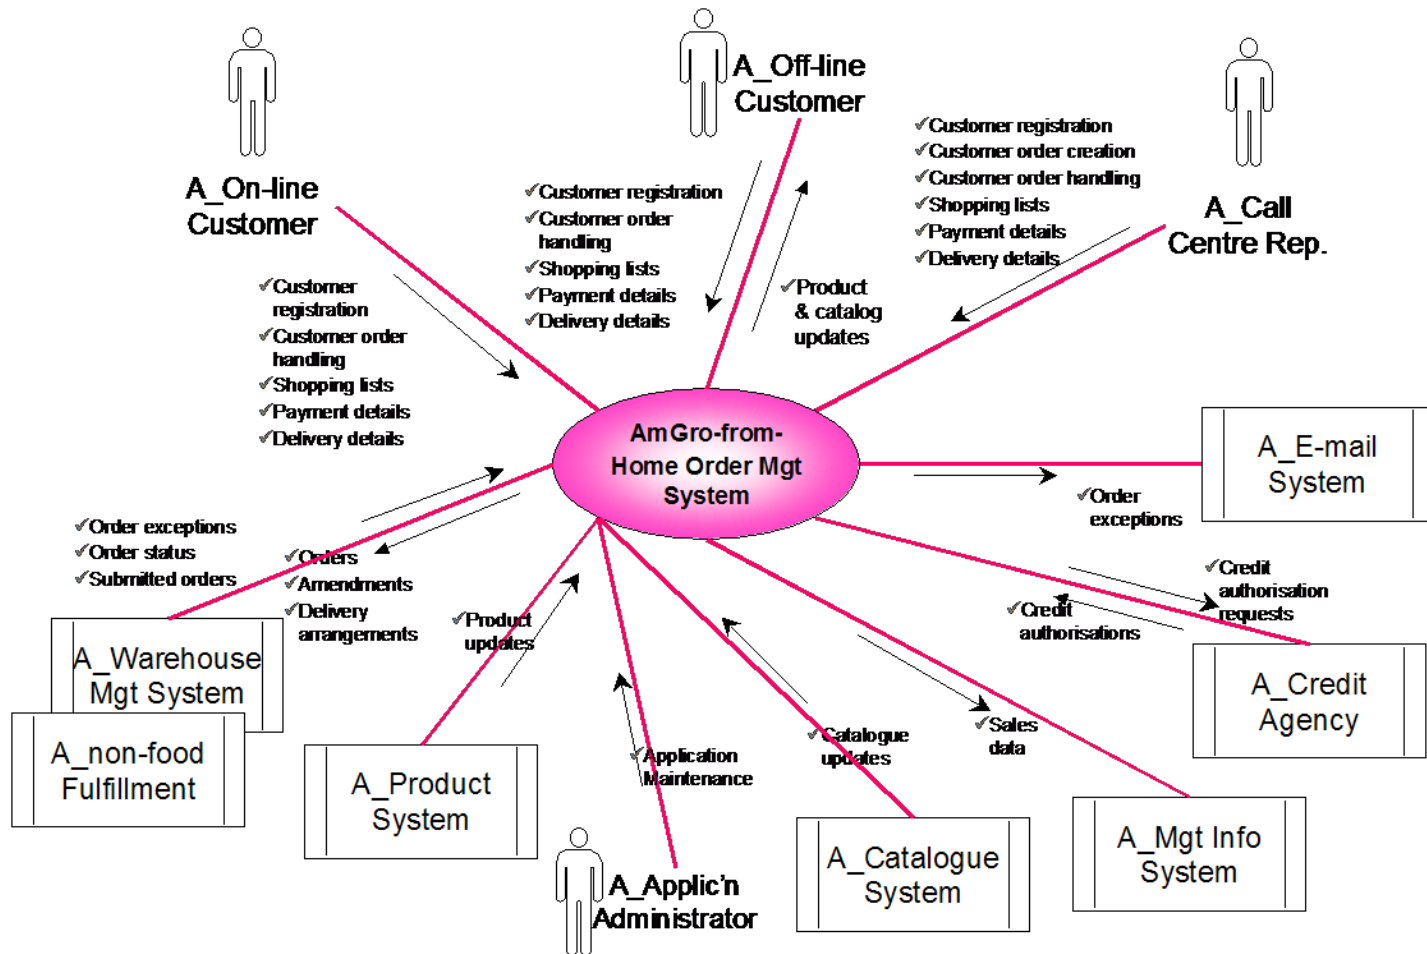 A_Off-line
Customer
A_On-line
Customer
A_Call
Centre Rep.
✓Customer registration
✓Customer order
handling
✓Shopping lists
✓Payment details
✓Delivery details
✓Customer registration
✓Customer order creation
✓Customer order handling
✓Shopping lists
✓Payment details
✓Delivery details
✓Product
& catalog
updates
✓Customer
registration
✓Customer order
handling
✓Shopping lists
✓Payment details
✓Delivery details
AmGro-from-
Home Order Mgt
System
A_E-mail
System
✓Order
exceptions
✓Order exceptions
✓Order status
✓Submitted orders
✓Orders
✓Amendments
✓Delivery
arrangements
✓Product
updates
✓Credit
authorisations
✓Credit
authorisation
requests
A_Warehouse
Mgt System
A_non-food
Fulfillment
A_Product
System
✓Application
Maintenance
✓Catalogue
updates
✓Sales
data
A_Credit
Agency
A_Applic'n
Administrator
A_Catalogue
System
A_Mgt Info
System